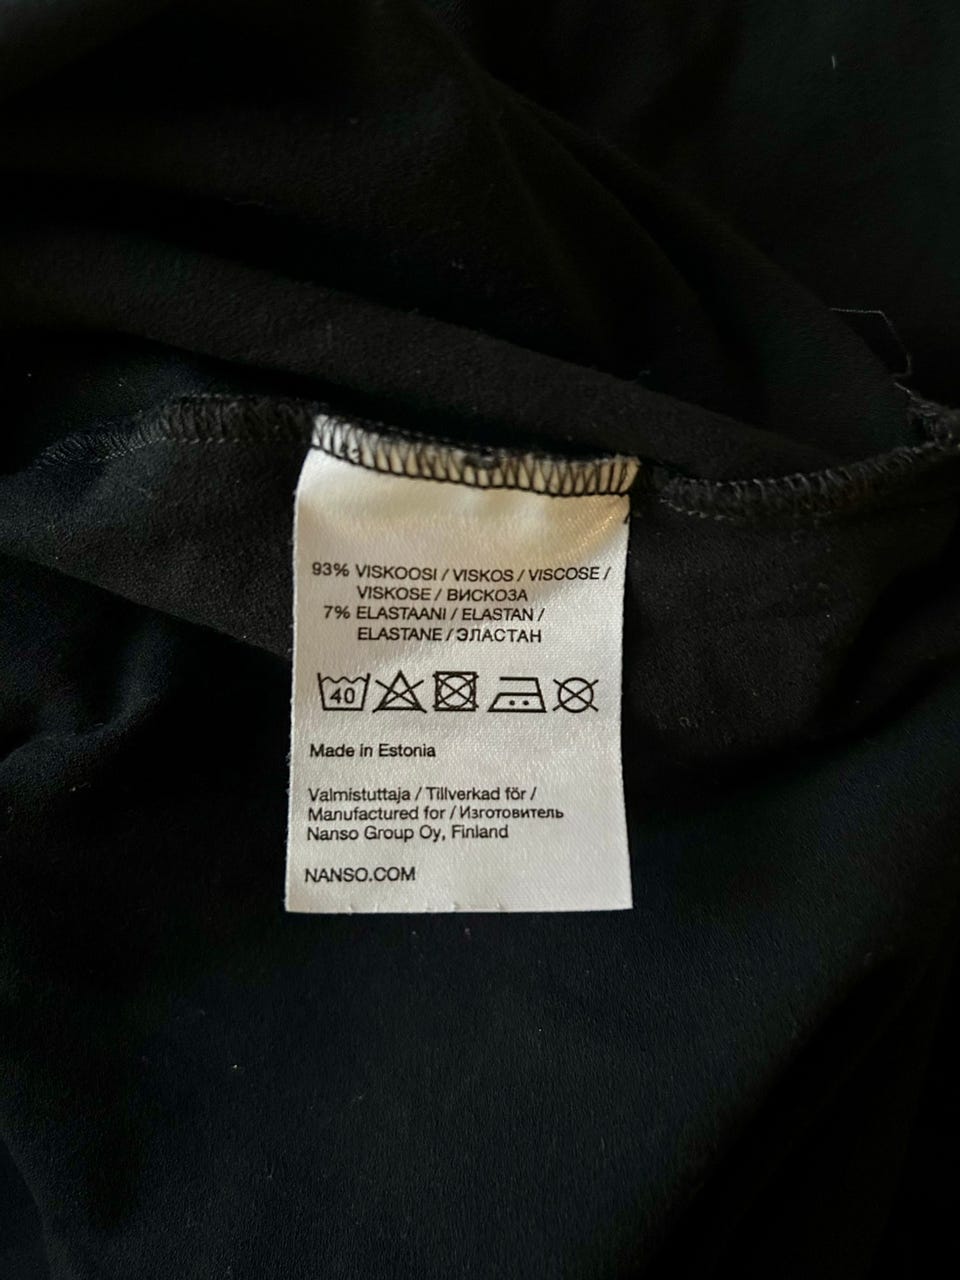 93% VISKOOSI / VISKOS / VISCOSE /
VISKOSE / ВИСКОЗА
7% ELASTAANI / ELASTAN /
ELASTANE / ЭЛАСТАН
40
Made in Estonia
Valmistuttaja / Tillverkad för /
Manufactured for / Изготовитель
Nanso Group Oy, Finland
NANSO.COM